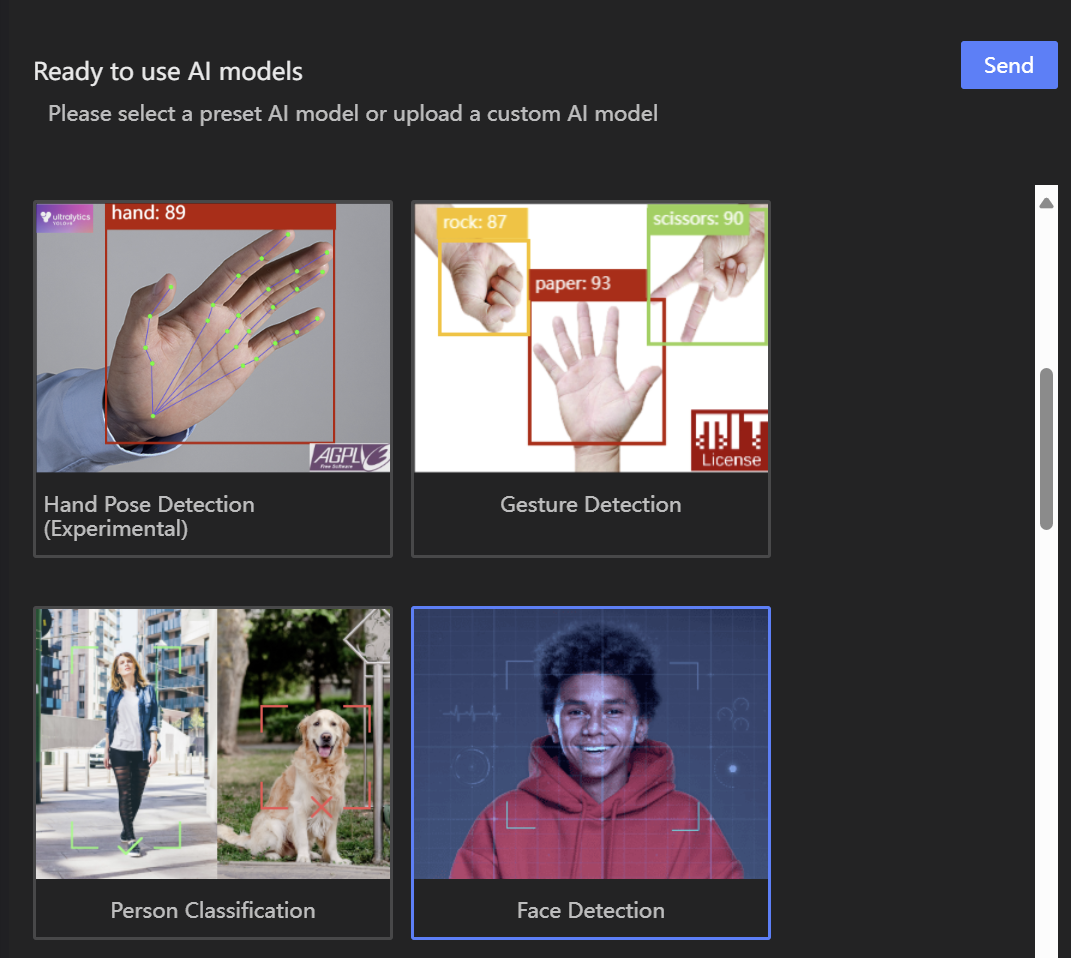 Ready to use AI models
Send
Please select a preset AI model or upload a custom AI model
ultralytics
hand: 89
AGPLv3
Free Software
rock: 87
paper: 93
scissors: 90
MIT
License
Hand Pose Detection
(Experimental)
Gesture Detection
Person Classification
Face Detection